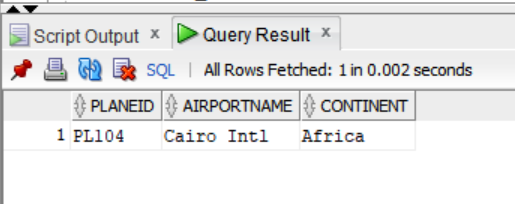 Script Output x Query Result x
SQL | All Rows Fetched: 1 in 0.002 seconds
PLANEID AIRPORTNAME CONTINENT
1 PL104 Cairo Intl Africa